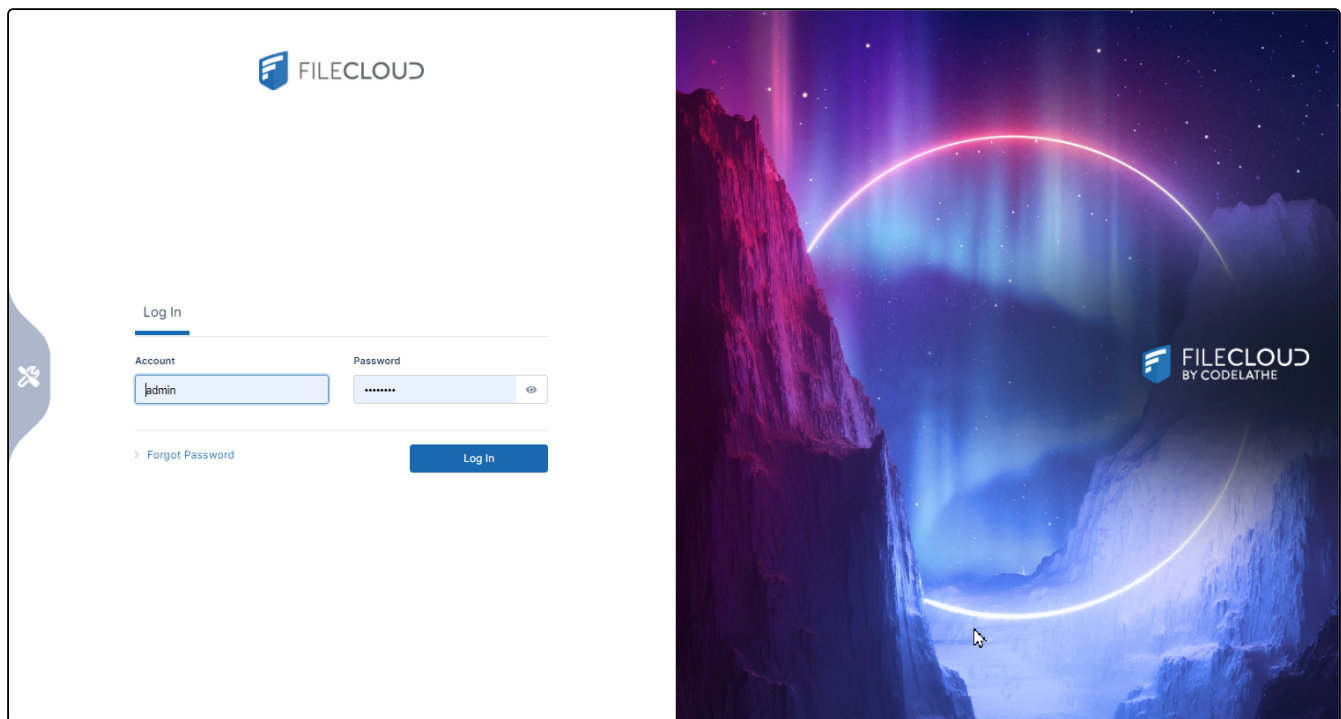 FILECLOUD
Log In
Account
Password
admin
••••••••
Forgot Password
Log In
FILECLOUD
BY CODELATHE